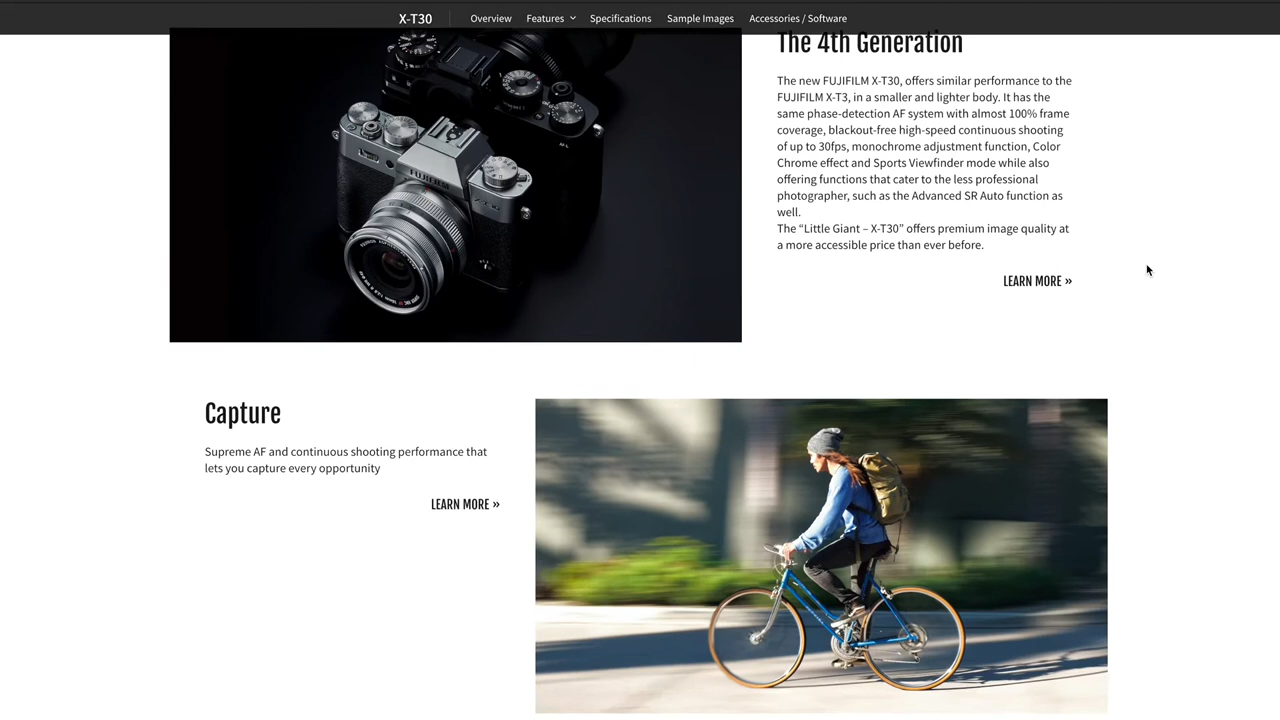 X-T30
Overview
Features
Specifications
Sample Images
Accessories / Software
The 4th Generation
The new FUJIFILM X-T30, offers similar performance to the
FUJIFILM X-T3, in a smaller and lighter body. It has the
same phase-detection AF system with almost 100% frame
coverage, blackout-free high-speed continuous shooting
of up to 30fps, monochrome adjustment function, Color
Chrome effect and Sports Viewfinder mode while also
offering functions that cater to the less professional
photographer, such as the Advanced SR Auto function as
well.
The “Little Giant – X-T30” offers premium image quality at
a more accessible price than ever before.
LEARN MORE »
FUJIFILM
Capture
Supreme AF and continuous shooting performance that
lets you capture every opportunity
LEARN MORE »